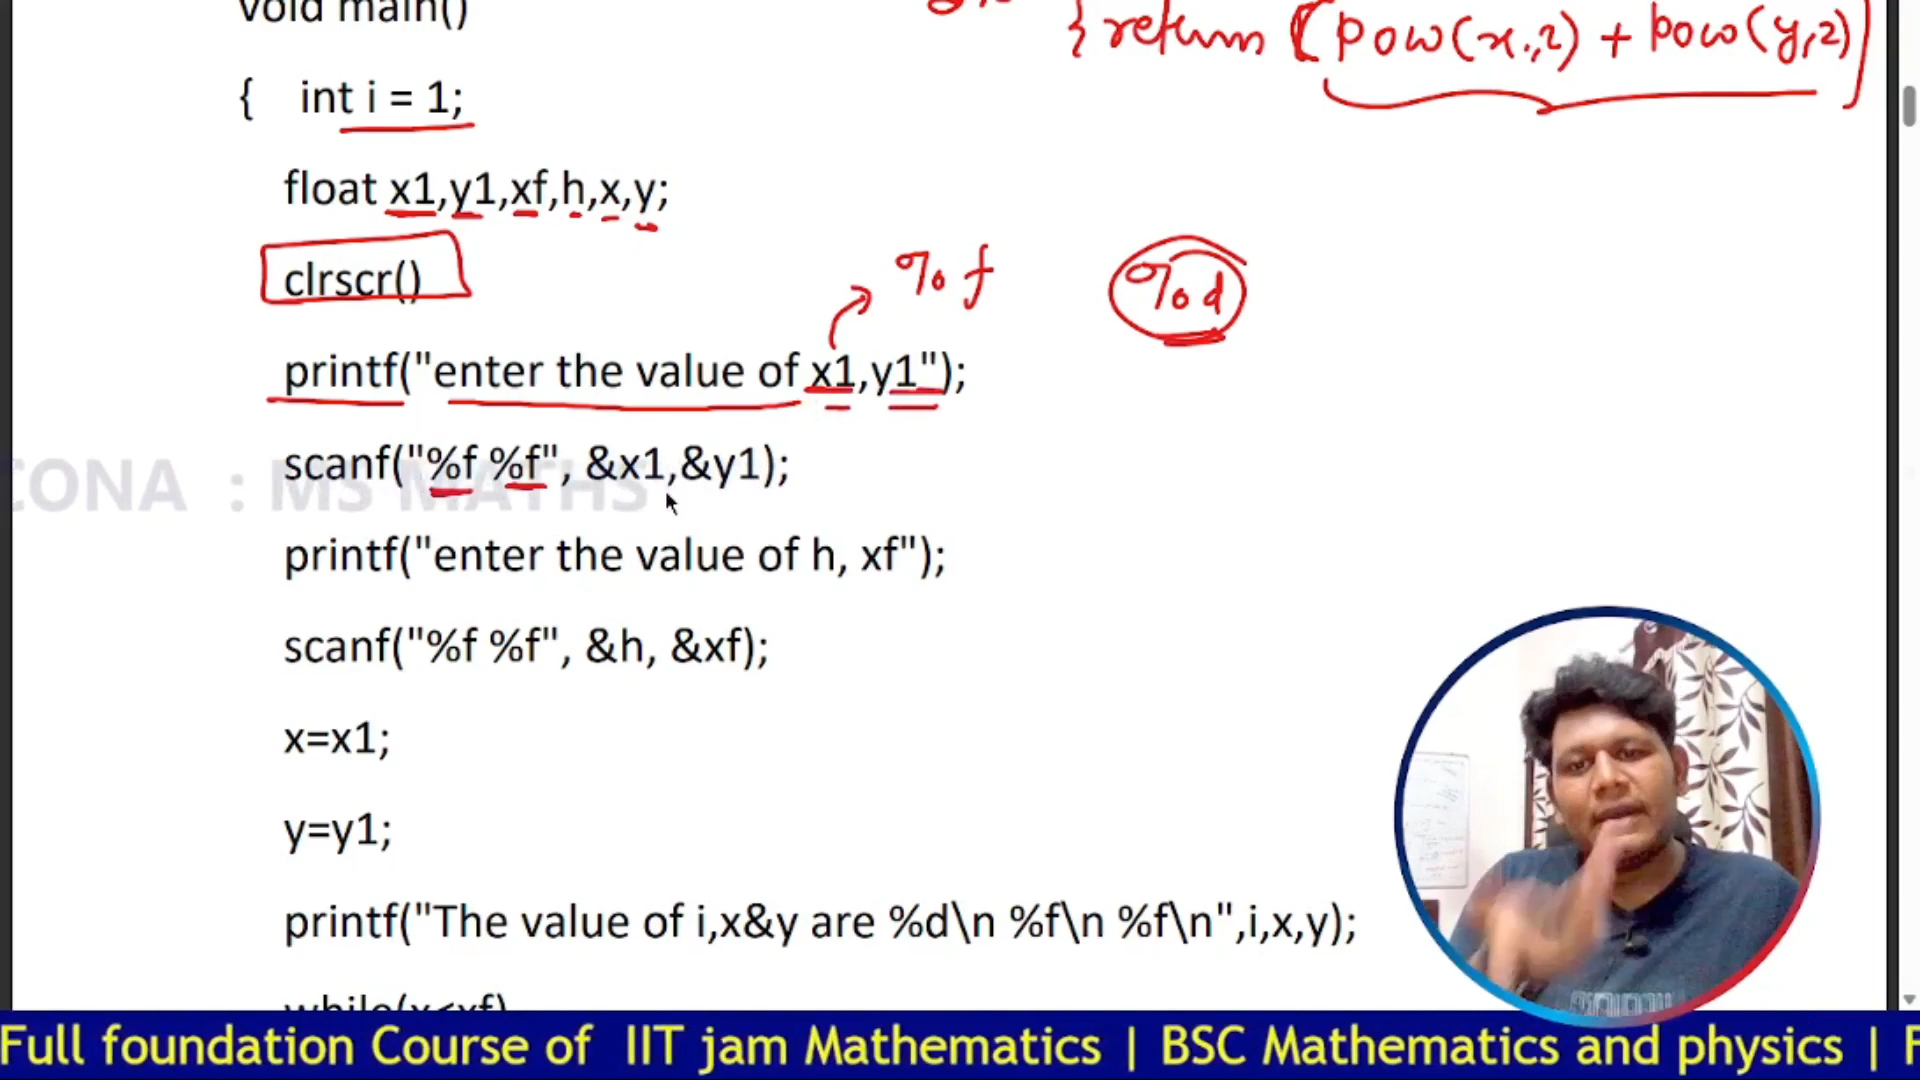 void main()
{ return (pow(x,2) + pow(y,2)
{ int i = 1;
float x1,y1,xf,h,x,y;
clrscr()
%f
%d
printf("enter the value of x1,y1");
scanf("%f %f", &x1,&y1);
CONA : MS MATHS
printf("enter the value of h, xf");
scanf("%f %f", &h, &xf);
x=x1;
y=y1;
printf("The value of i,x&y are %d\n %f\n %f\n",i,x,y);
while(x<xf)
Full foundation Course of IIT jam Mathematics | BSC Mathematics and physics | F